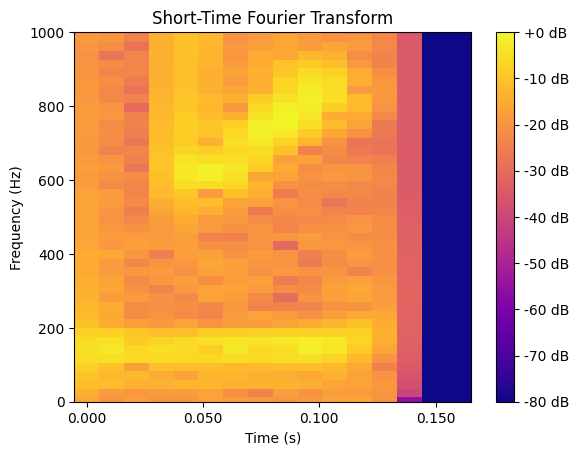 Short-Time Fourier Transform
Frequency (Hz)
1000
800
600
400
200
0
0.000 0.050 0.100 0.150
Time (s)
+0 dB
-10 dB
-20 dB
-30 dB
-40 dB
-50 dB
-60 dB
-70 dB
-80 dB